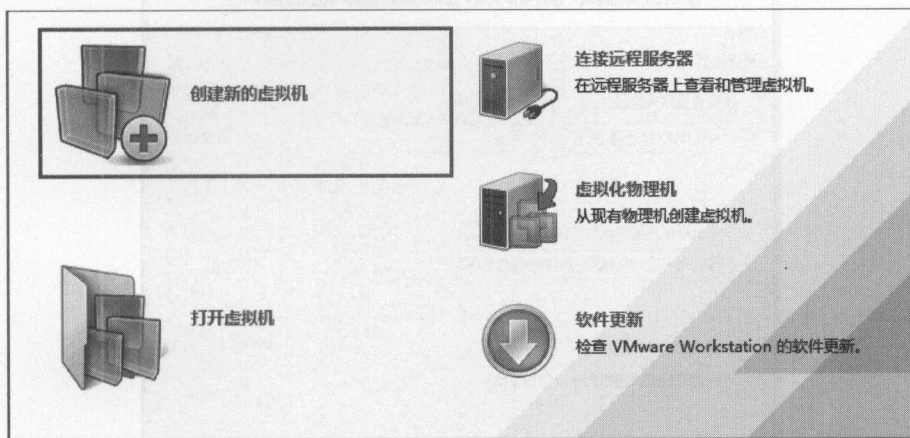 创建新的虚拟机
连接远程服务器
在远程服务器上查看和管理虚拟机。
虚拟化物理机
从现有物理机创建虚拟机。
打开虚拟机
软件更新
检查 VMware Workstation 的软件更新。